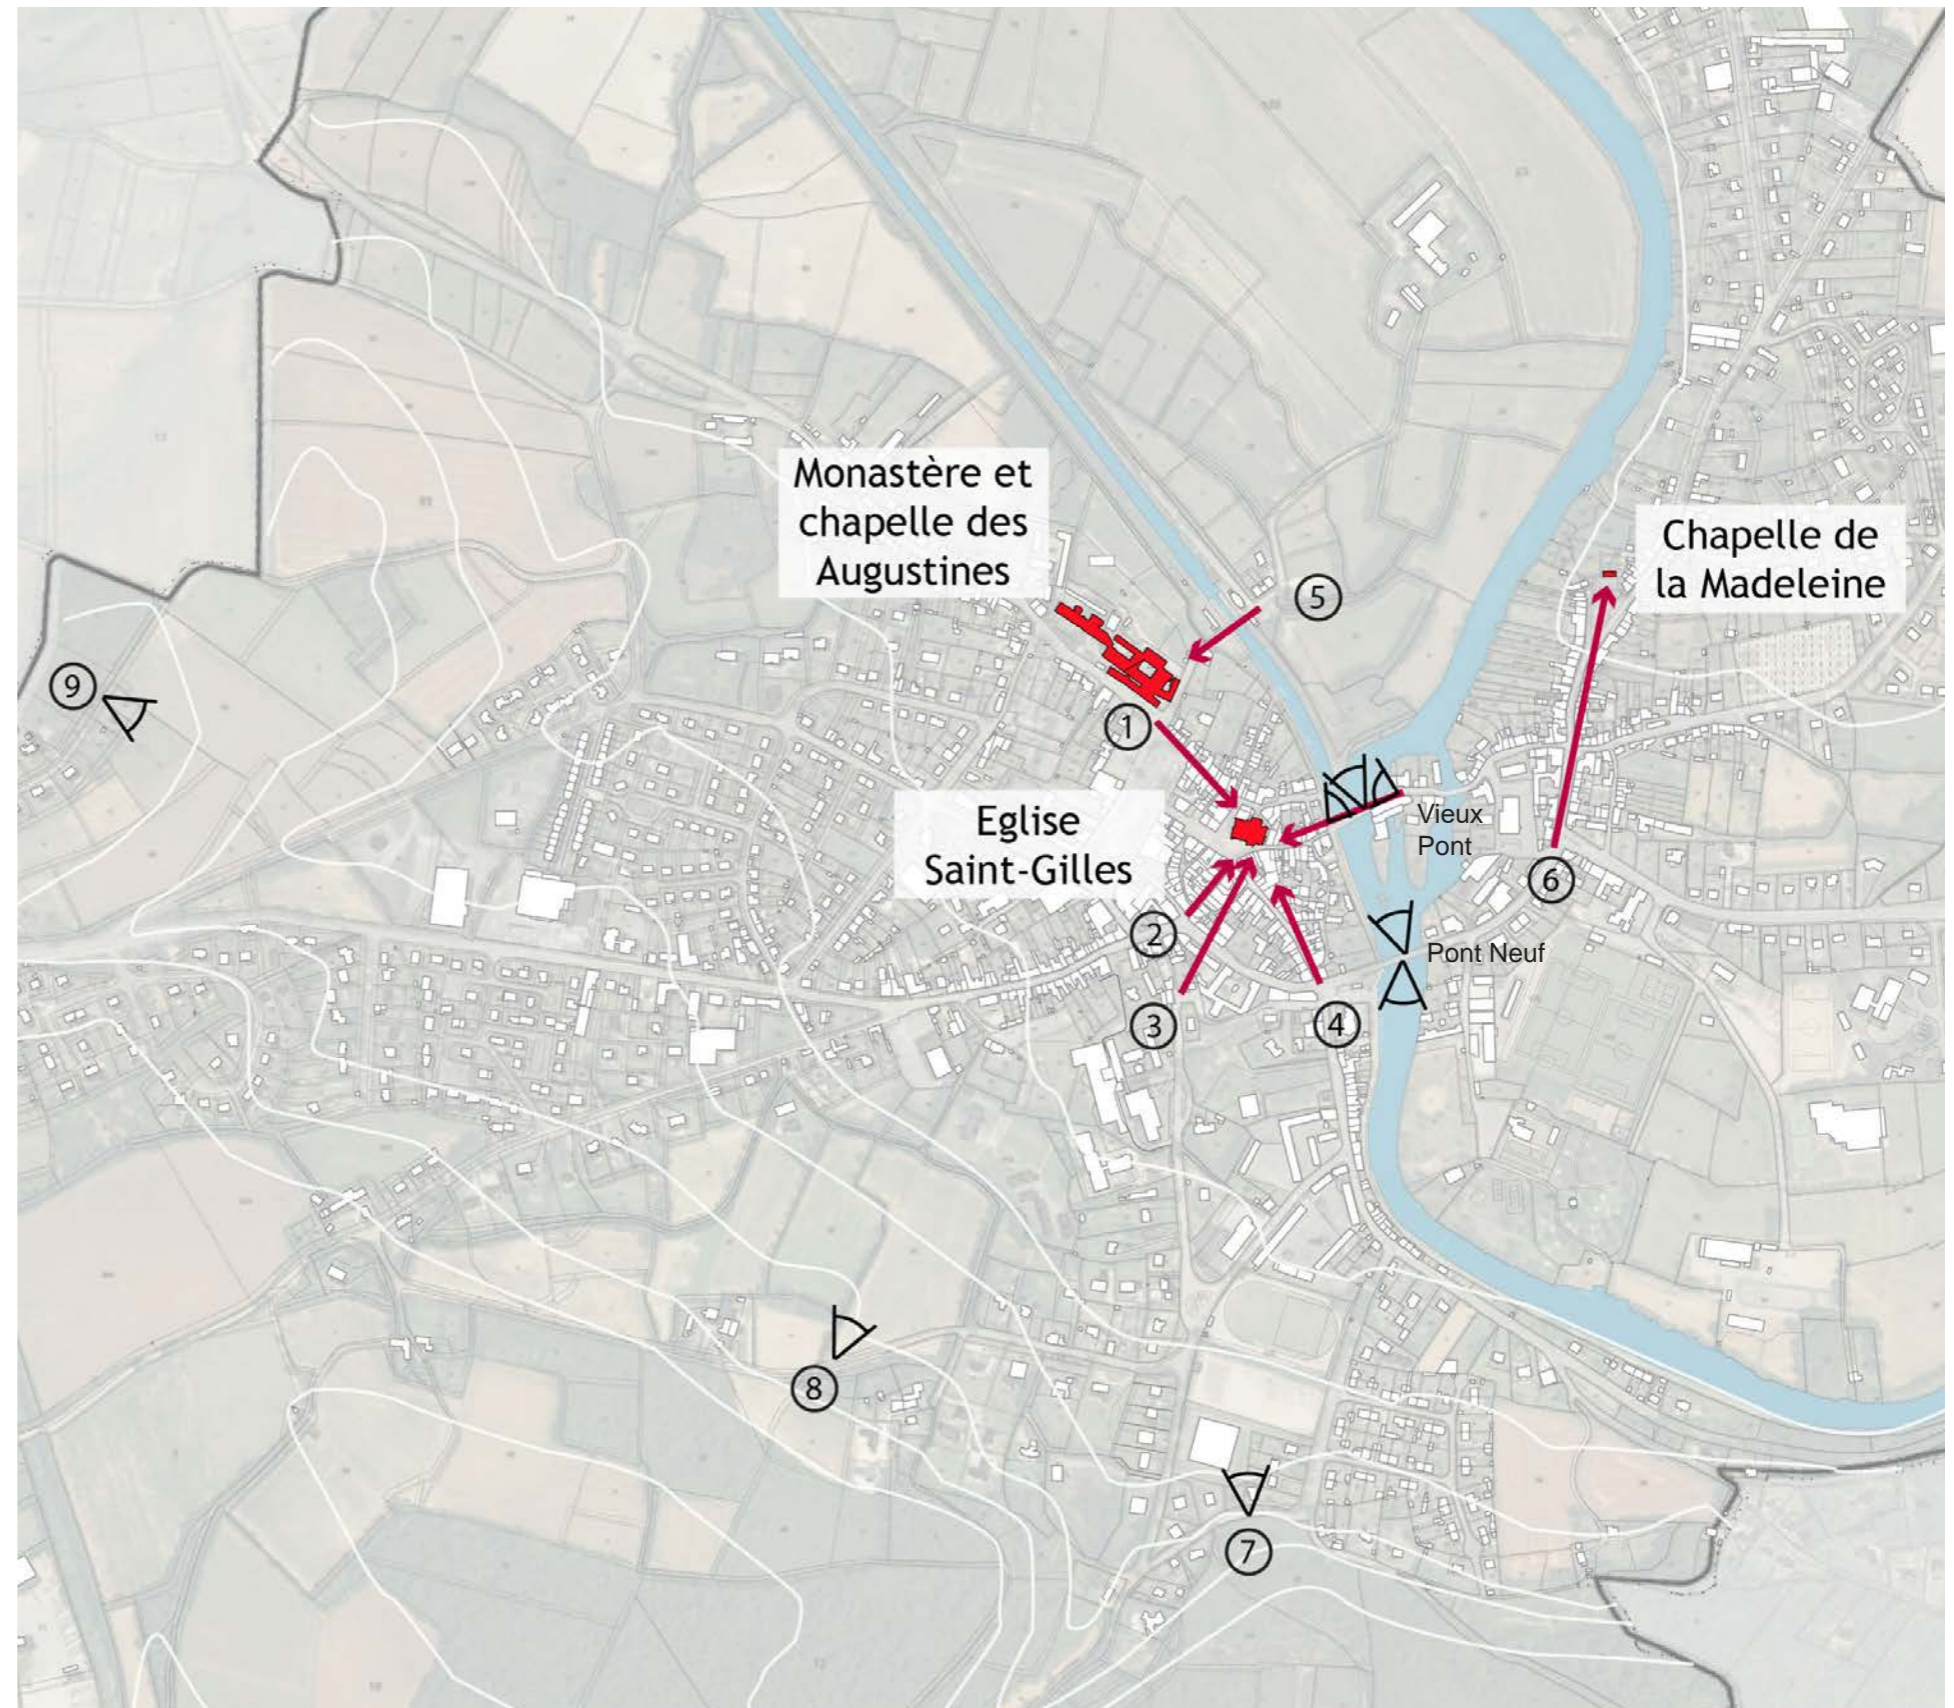 Monastère et
chapelle des
Augustines
Chapelle de
la Madeleine
5
9
1
Eglise
Saint-Gilles
Vieux
Pont
6
2
Pont Neuf
3
4
8
7